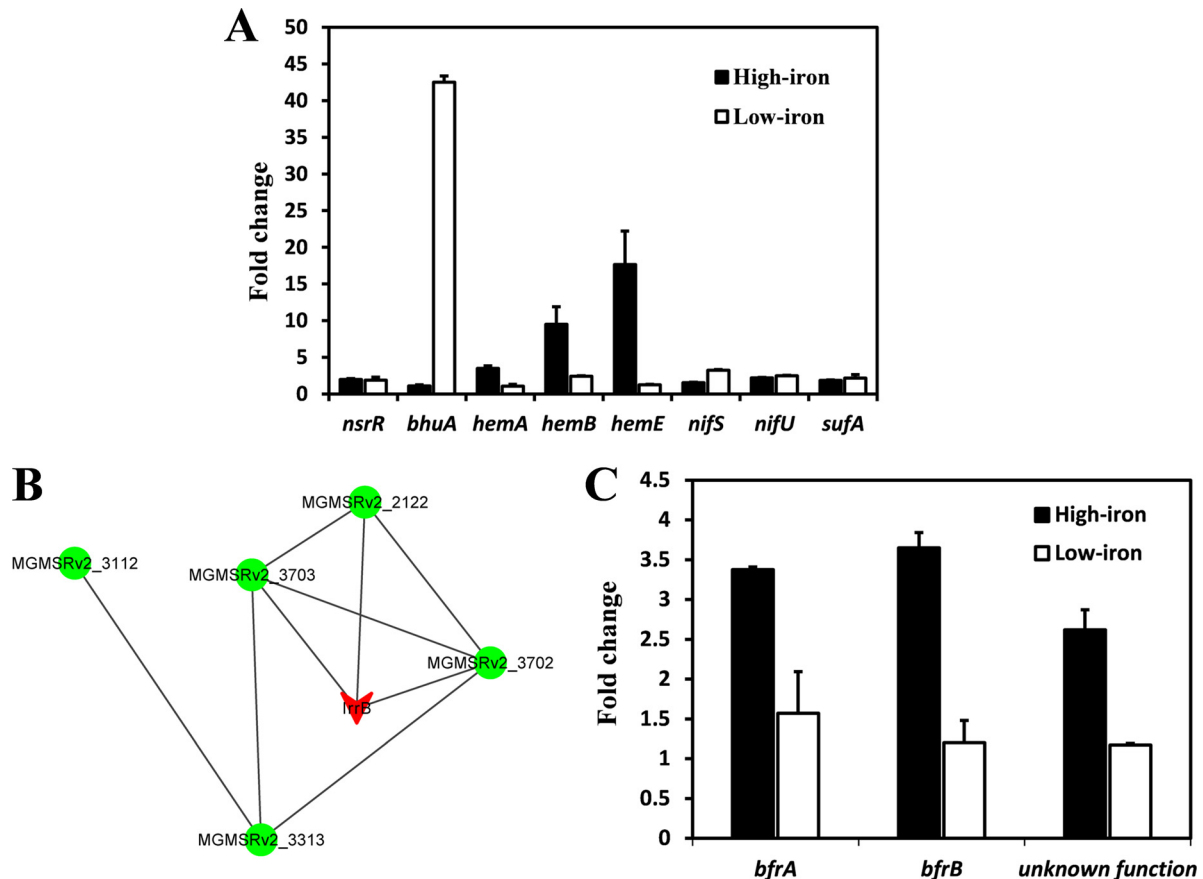 A
50
45
40
35
30
25
20
15
10
5
0
Fold change
High-iron
Low-iron
nsrR bhuA hemA hemB hemE nifS nifU sufA
B
MGMSRv2_2122
MGMSRv2_3112
MGMSRv2_3703
MGMSRv2_3702
IrrB
MGMSRv2_3313
C
4.5
4
3.5
3
2.5
2
1.5
1
0.5
0
Fold change
High-iron
Low-iron
bfrA bfrB unknown function